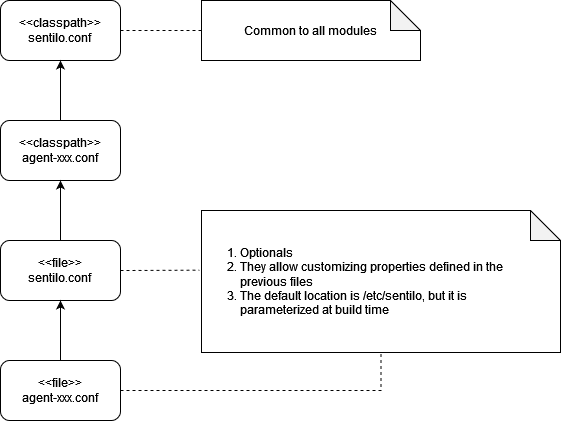 <<classpath>>
sentilo.conf
Common to all modules
<<classpath>>
agent-xxx.conf
<<file>>
sentilo.conf
1. Optionals
2. They allow customizing properties defined in the
previous files
3. The default location is /etc/sentilo, but it is
parameterized at build time
<<file>>
agent-xxx.conf